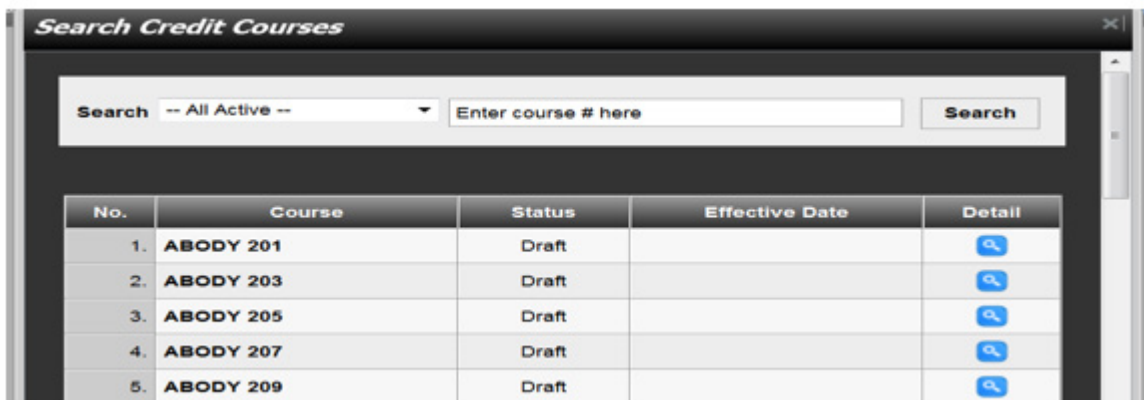 Search Credit Courses
Search -- All Active -- Enter course # here Search
No. Course Status Effective Date Detail
1. ABODY 201 Draft
2. ABODY 203 Draft
3. ABODY 205 Draft
4. ABODY 207 Draft
5. ABODY 209 Draft